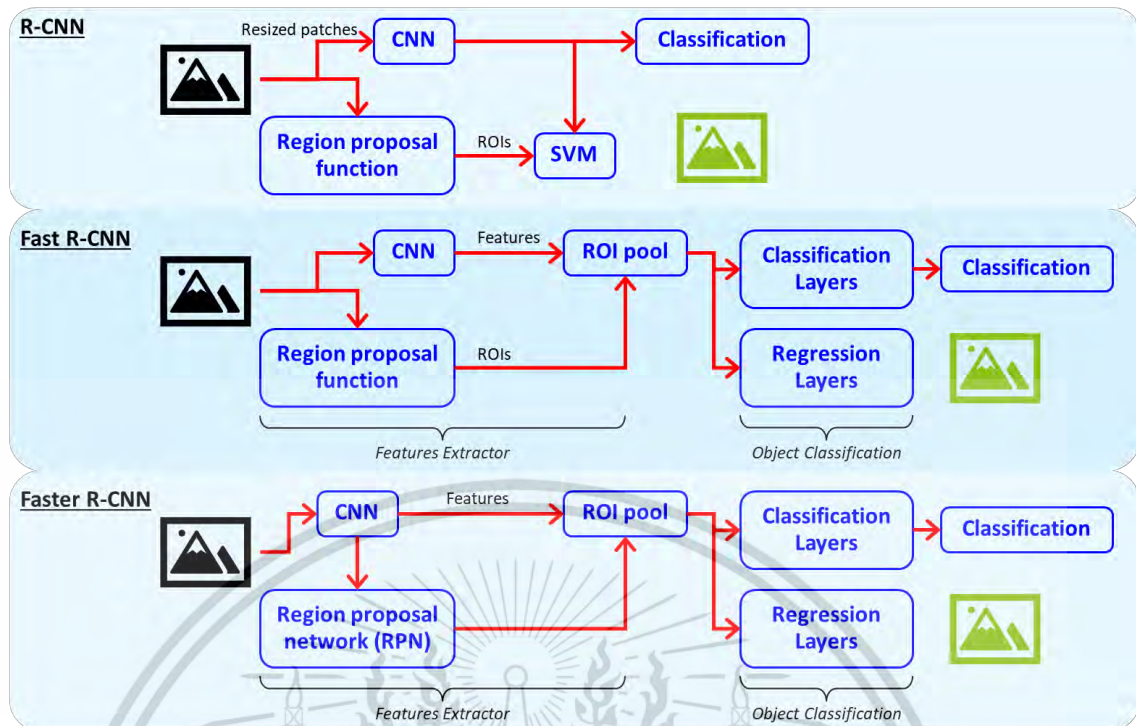 R-CNN
Resized patches
CNN
Classification
Region proposal
function
ROIs
SVM
Fast R-CNN
CNN
Features
ROI pool
Classification
Layers
Classification
Region proposal
function
ROIs
Regression
Layers
Features Extractor
Object Classification
Faster R-CNN
CNN
Features
ROI pool
Classification
Layers
Classification
Region proposal
network (RPN)
Regression
Layers
Features Extractor
Object Classification